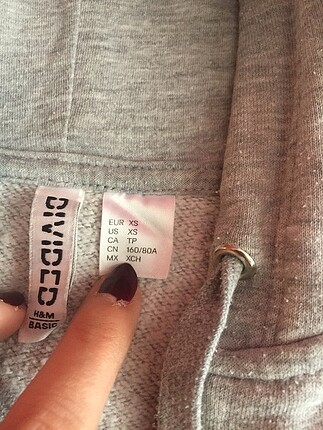 DIVIDED
H&M
BASIC
EUR XS
US XS
CA TP
CN 160/80A
MX XCH